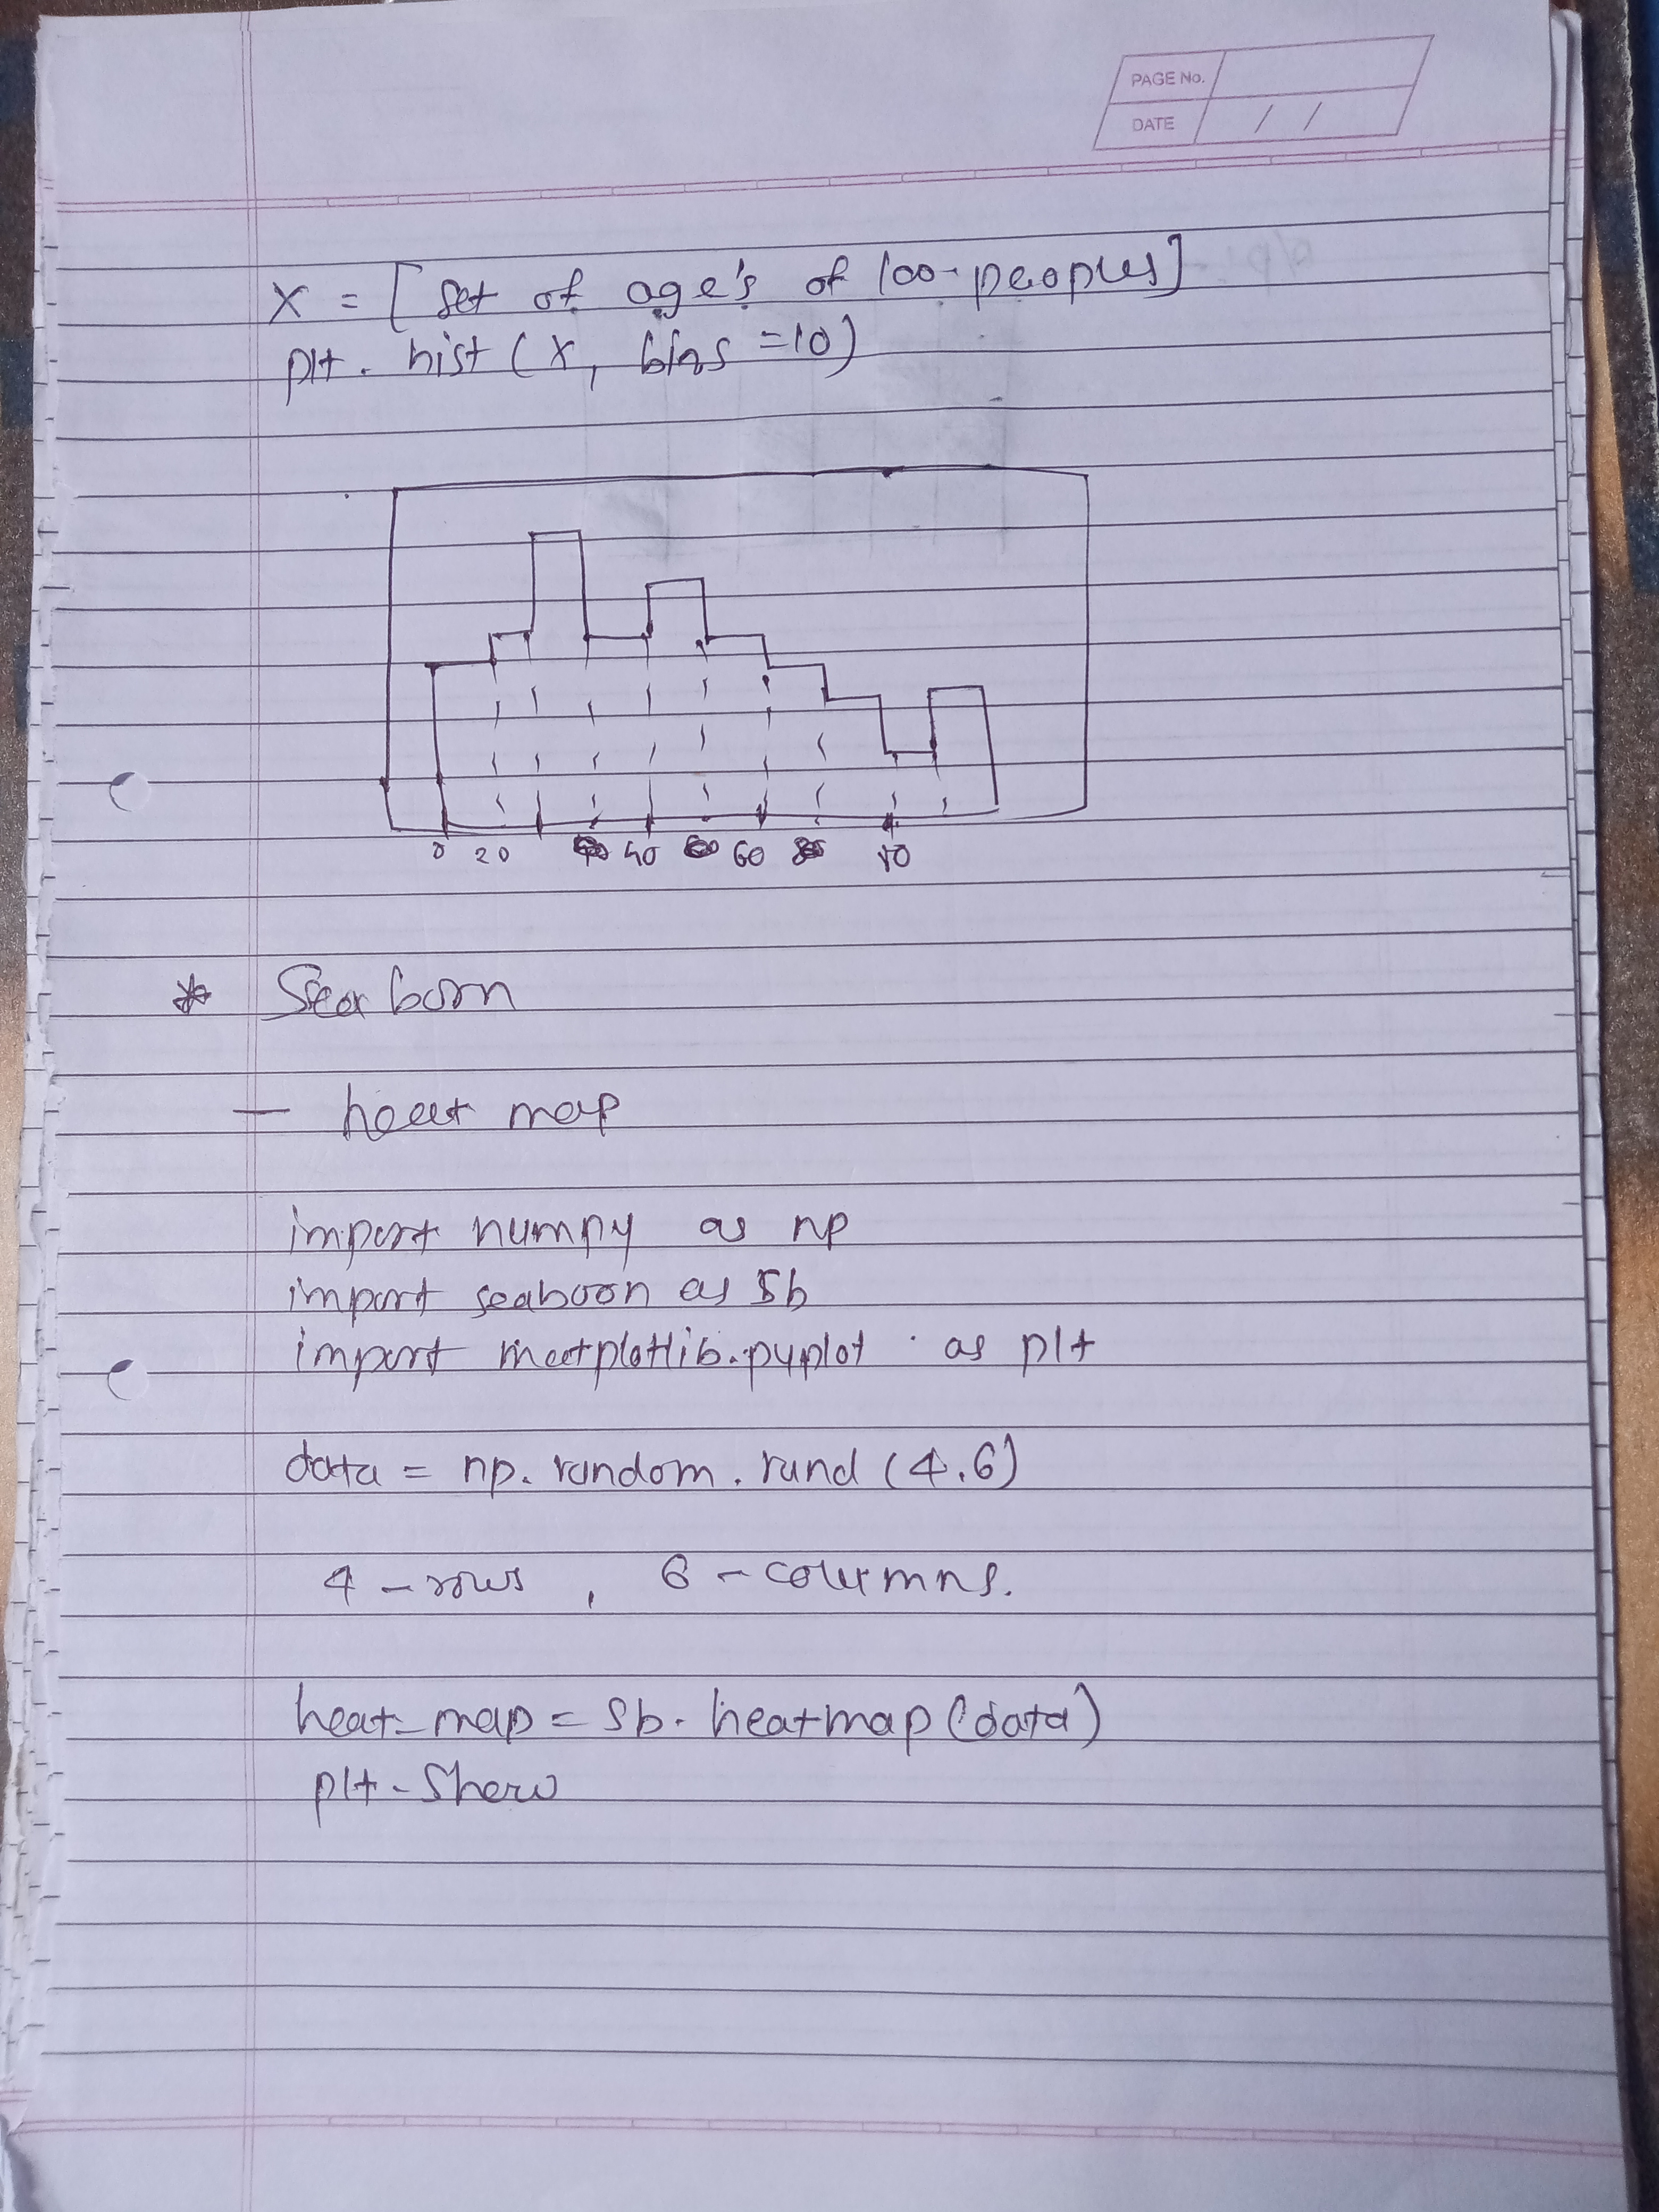 PAGE No.
DATE / /
X = [ set of age's of 100-peoples]
plt. hist (X, bins =10)
0 20 40 60 80
* Seaborn
- heat map
import numpy as np
import seaboon as sb
import matplotlib.pyplot as plt
data = np.random.rand (4,6)
4 - rows , 6 - columns.
heat_map = sb. heatmap (data)
plt. show